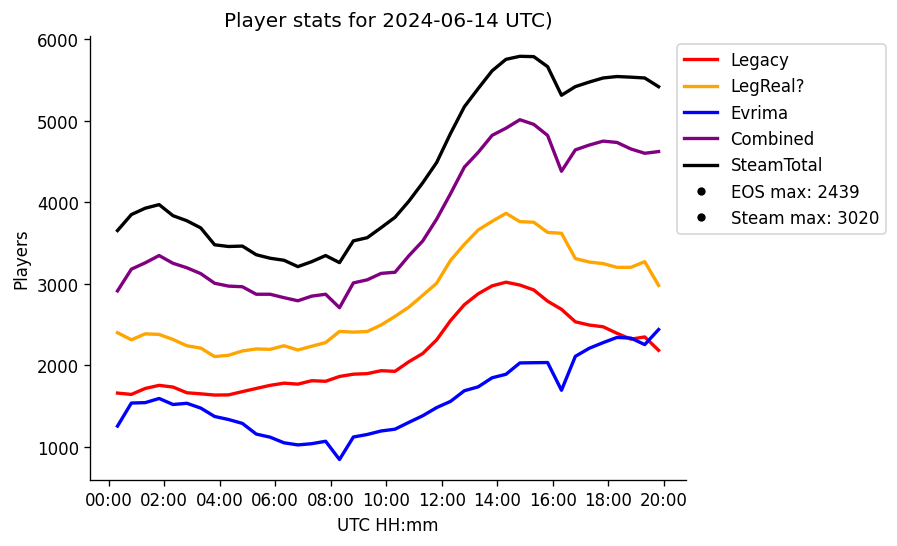 Player stats for 2024-06-14 UTC)
6000
5000
4000
3000
2000
1000
Players
00:00 02:00 04:00 06:00 08:00 10:00 12:00 14:00 16:00 18:00 20:00
UTC HH:mm
Legacy
LegReal?
Evrima
Combined
SteamTotal
EOS max: 2439
Steam max: 3020